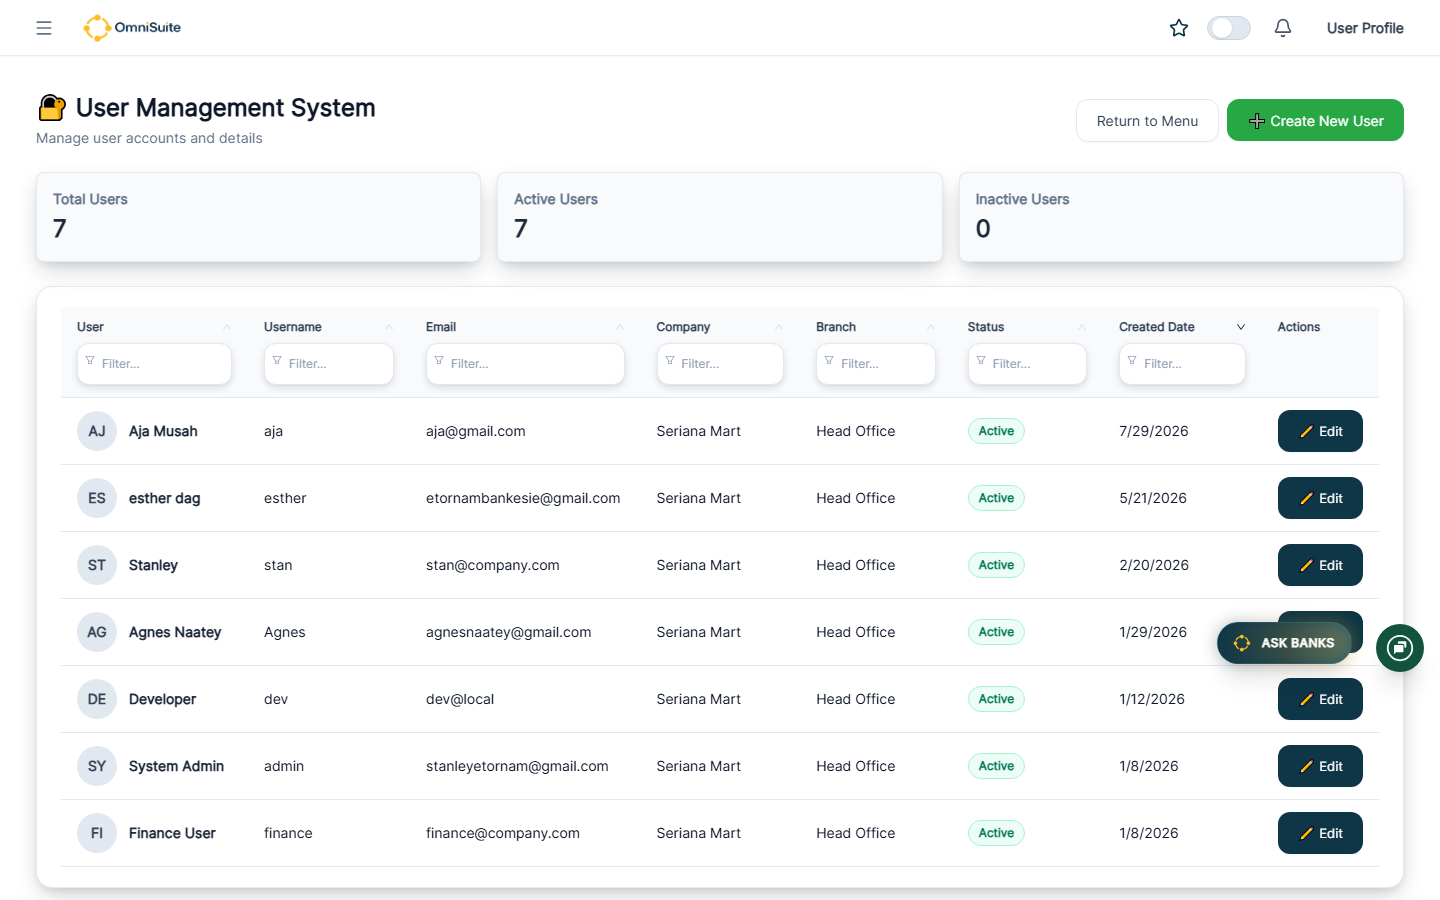 OmniSuite
User Profile
User Management System
Manage user accounts and details
Return to Menu
Create New User
Total Users
7
Active Users
7
Inactive Users
0
User Username Email Company Branch Status Created Date Actions
Filter... Filter... Filter... Filter... Filter... Filter... Filter...
AJ Aja Musah aja aja@gmail.com Seriana Mart Head Office Active 7/29/2026 Edit
ES esther dag esther etornambankesie@gmail.com Seriana Mart Head Office Active 5/21/2026 Edit
ST Stanley stan stan@company.com Seriana Mart Head Office Active 2/20/2026 Edit
AG Agnes Naatey Agnes agnesnaatey@gmail.com Seriana Mart Head Office Active 1/29/2026
ASK BANKS
DE Developer dev dev@local Seriana Mart Head Office Active 1/12/2026 Edit
SY System Admin admin stanleyetornam@gmail.com Seriana Mart Head Office Active 1/8/2026 Edit
FI Finance User finance finance@company.com Seriana Mart Head Office Active 1/8/2026 Edit